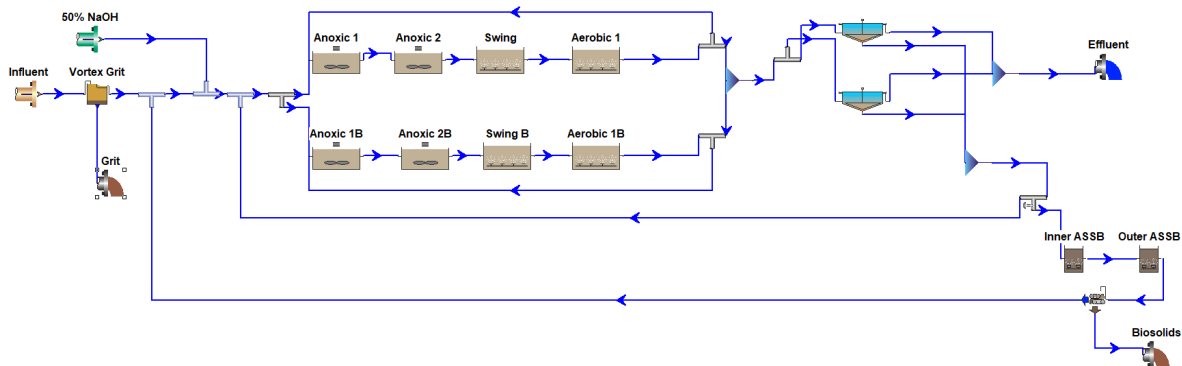 50% NaOH
Influent
Vortex Grit
Anoxic 1
Anoxic 2
Swing
Aerobic 1
Effluent
Anoxic 1B
Anoxic 2B
Swing B
Aerobic 1B
Grit
Inner ASSB
Outer ASSB
Biosolids